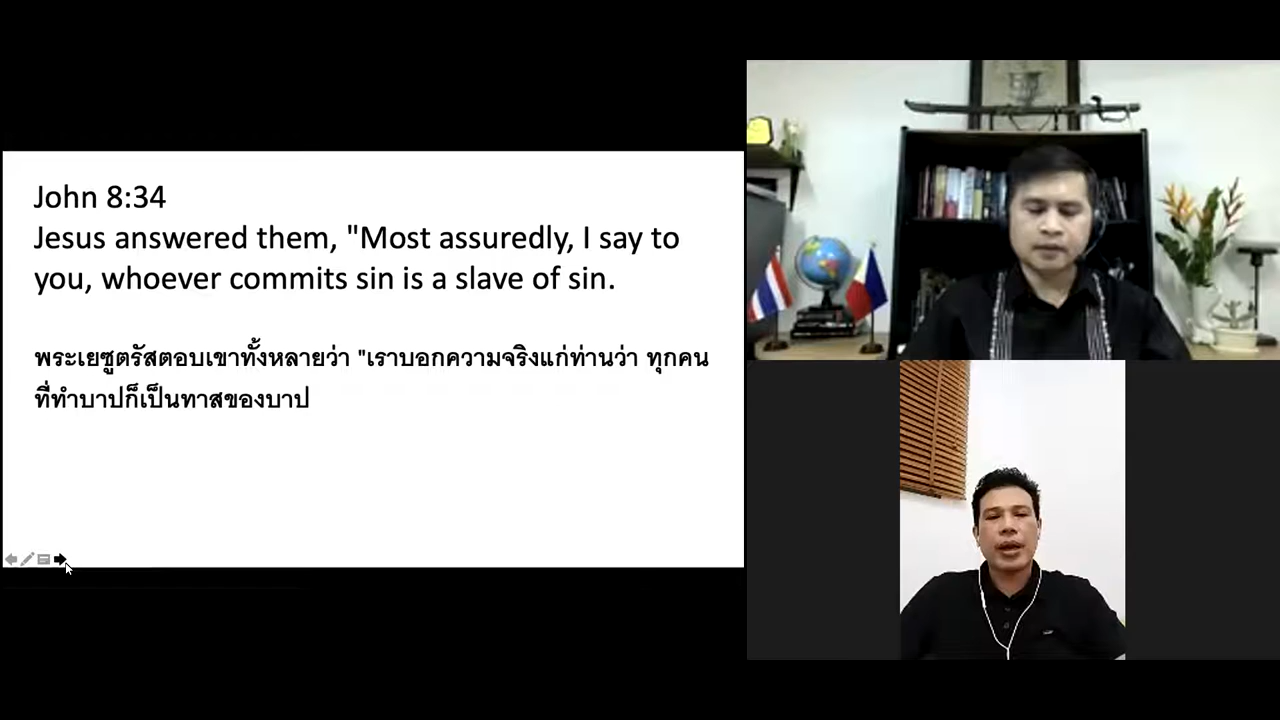 John 8:34
Jesus answered them, "Most assuredly, I say to
you, whoever commits sin is a slave of sin.
พระเยซูตรัสตอบเขาทั้งหลายว่า "เราบอกความจริงแก่ท่านว่า ทุกคน
ที่ทำบาปก็เป็นทาสของบาป